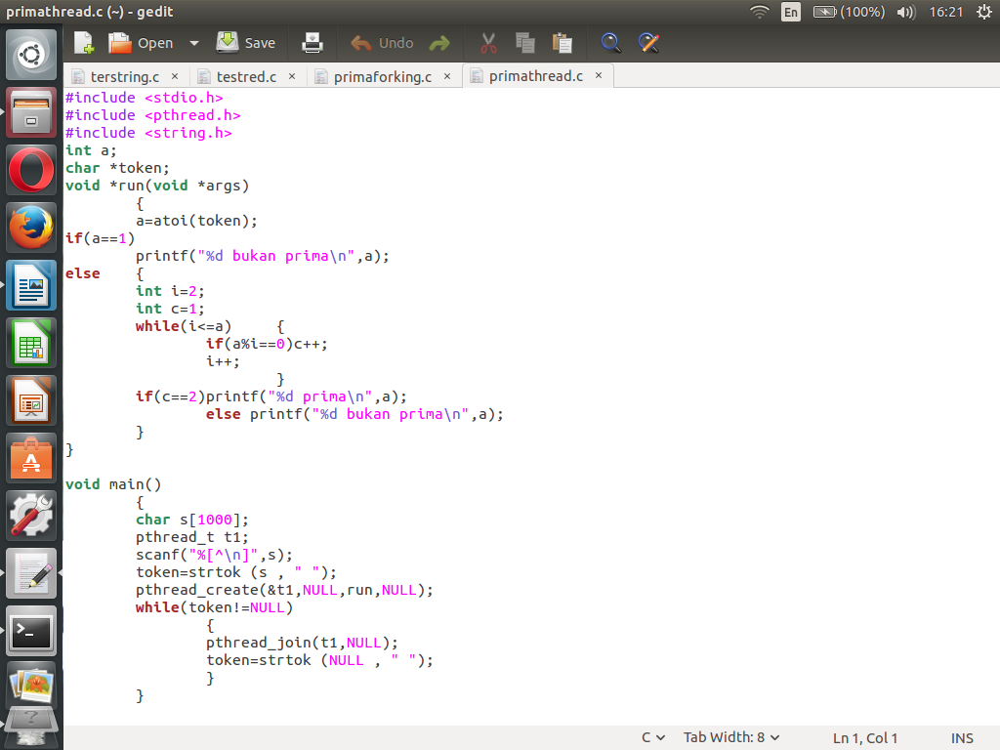 primathread.c (~) - gedit
En (100%) 16:21
Open Save Undo
terstring.c × testred.c × primaforking.c × primathread.c ×
#include <stdio.h>
#include <pthread.h>
#include <string.h>
int a;
char *token;
void *run(void *args)
{
a=atoi(token);
if(a==1)
printf("%d bukan prima\n",a);
else {
int i=2;
int c=1;
while(i<=a) {
if(a%i==0)c++;
i++;
}
if(c==2)printf("%d prima\n",a);
else printf("%d bukan prima\n",a);
}
}
void main()
{
char s[1000];
pthread_t t1;
scanf("%[^\n]",s);
token=strtok (s , " ");
pthread_create(&t1,NULL,run,NULL);
while(token!=NULL)
{
pthread_join(t1,NULL);
token=strtok (NULL , " ");
}
}
C Tab Width: 8 Ln 1, Col 1 INS